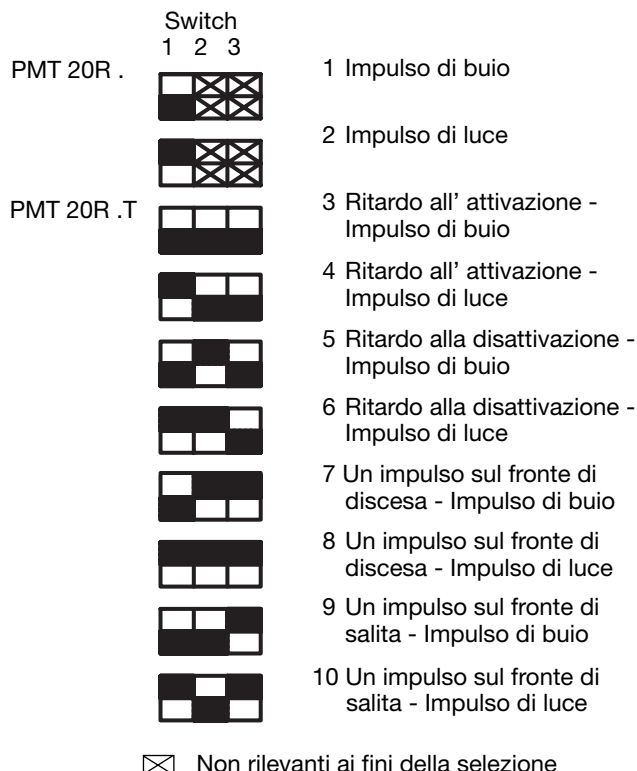 Switch
1 2 3
PMT 20R .
1 Impulso di buio
2 Impulso di luce
PMT 20R .T
3 Ritardo all' attivazione -
Impulso di buio
4 Ritardo all' attivazione -
Impulso di luce
5 Ritardo alla disattivazione -
Impulso di buio
6 Ritardo alla disattivazione -
Impulso di luce
7 Un impulso sul fronte di
discesa - Impulso di buio
8 Un impulso sul fronte di
discesa - Impulso di luce
9 Un impulso sul fronte di
salita - Impulso di buio
10 Un impulso sul fronte di
salita - Impulso di luce
Non rilevanti ai fini della selezione